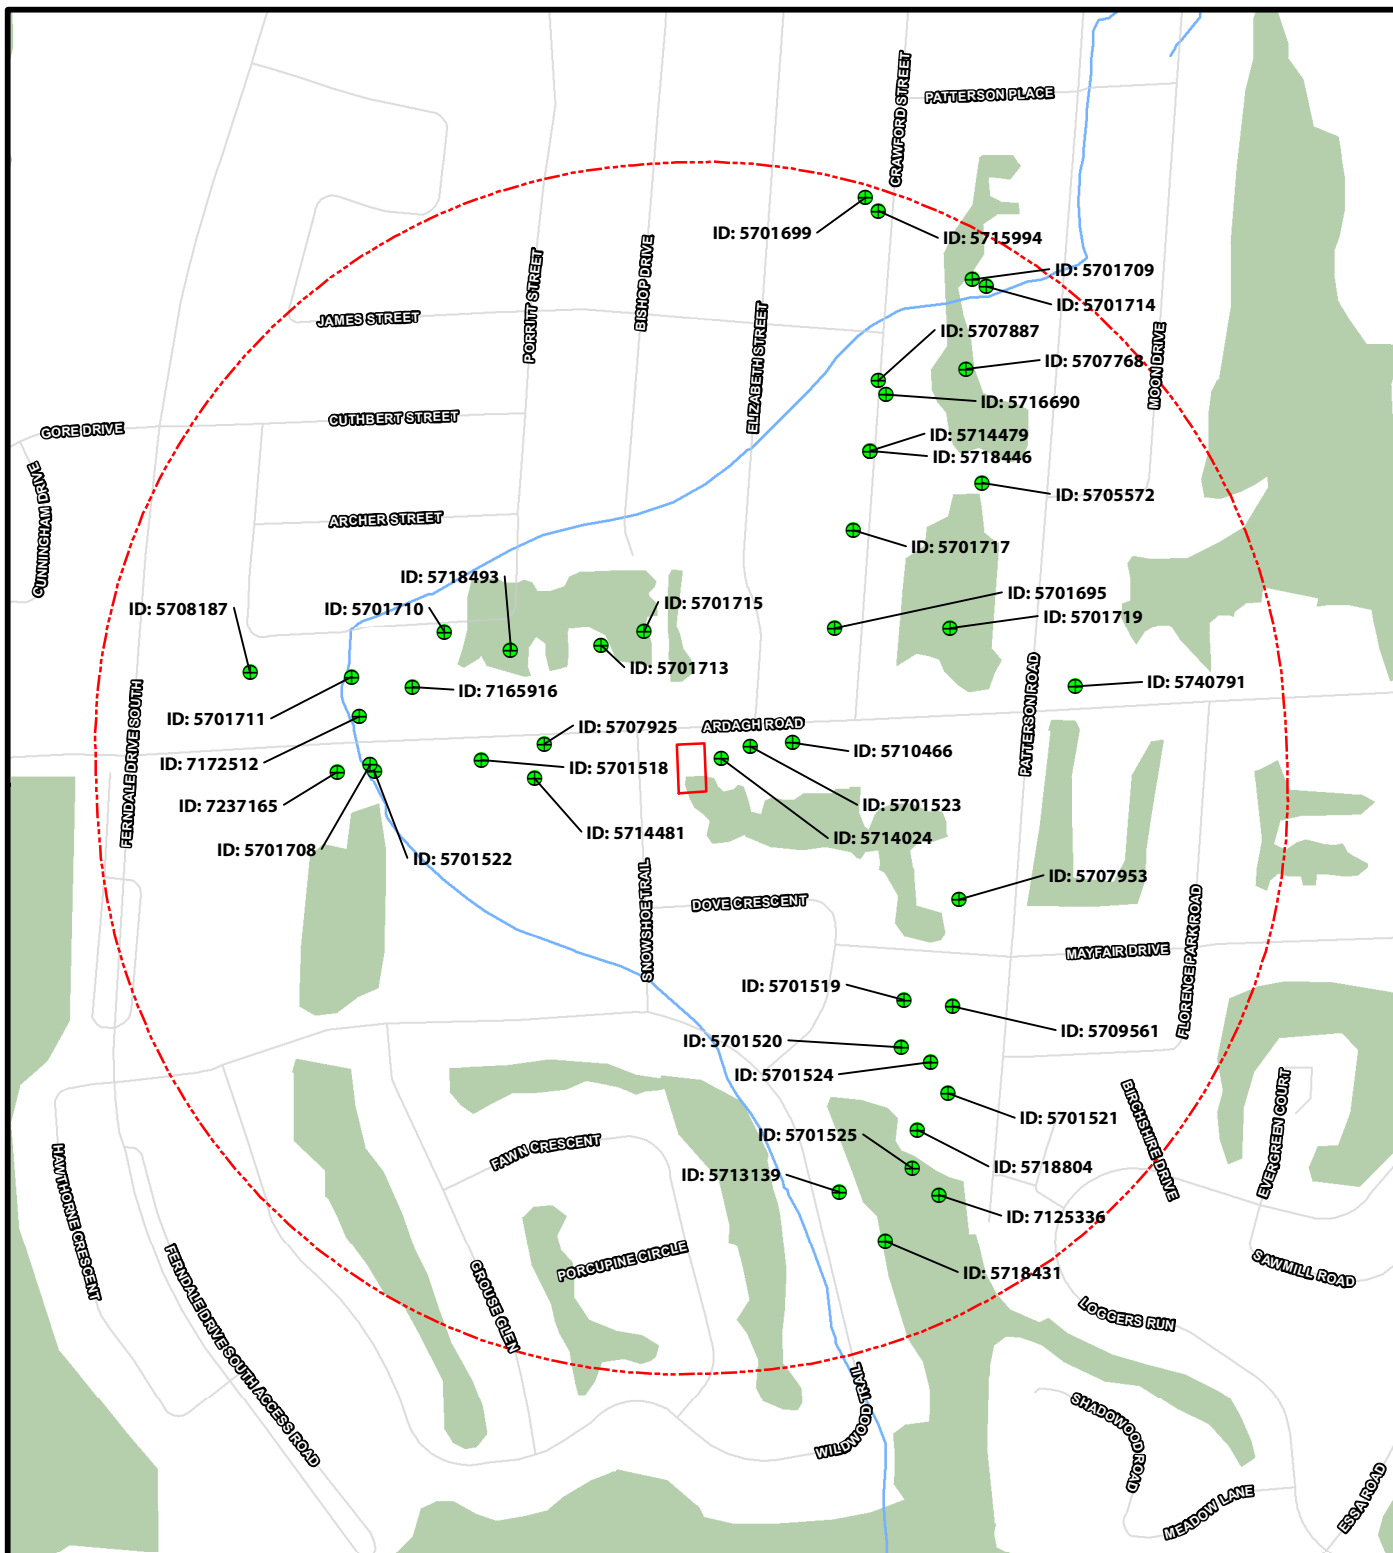 PATTERSON PLACE
CRAWFORD STREET
ID: 5701699
ID: 5715994
ID: 5701709
ID: 5701714
PORRITT STREET
BISHOP DRIVE
ELIZABETH STREET
JAMES STREET
ID: 5707887
ID: 5707768
MOON DRIVE
ID: 5716690
CUTHBERT STREET
GORE DRIVE
ID: 5714479
ID: 5718446
CUNNINGHAM DRIVE
ID: 5705572
ARCHER STREET
ID: 5701717
ID: 5718493
ID: 5708187
ID: 5701710
ID: 5701715
ID: 5701695
ID: 5701719
ID: 5701713
ID: 7165916
ID: 5740791
PATTERSON ROAD
ID: 5701711
ARDAGH ROAD
ID: 5707925
FERNDALE DRIVE SOUTH
ID: 7172512
ID: 5701518
ID: 5710466
ID: 7237165
ID: 5701523
ID: 5714481
ID: 5714024
ID: 5701708
ID: 5701522
ID: 5707953
SNOWSHOE TRAIL
DOVE CRESCENT
FLORENCE PARK ROAD
MAYFAIR DRIVE
ID: 5701519
ID: 5709561
ID: 5701520
ID: 5701524
ID: 5701521
BIRCHSHIRE DRIVE
EVERGREEN COURT
ID: 5701525
FAWN CRESCENT
ID: 5718804
ID: 5713139
HAWTHORNE CRESCENT
ID: 7125336
PORCUPINE CIRCLE
ID: 5718431
SAWMILL ROAD
GROUSE GLEN
LOGGERS RUN
FERNDALE DRIVE SOUTH ACCESS ROAD
WILDWOOD TRAIL
SHADOWOOD ROAD
MEADOW LANE
ESSA ROAD